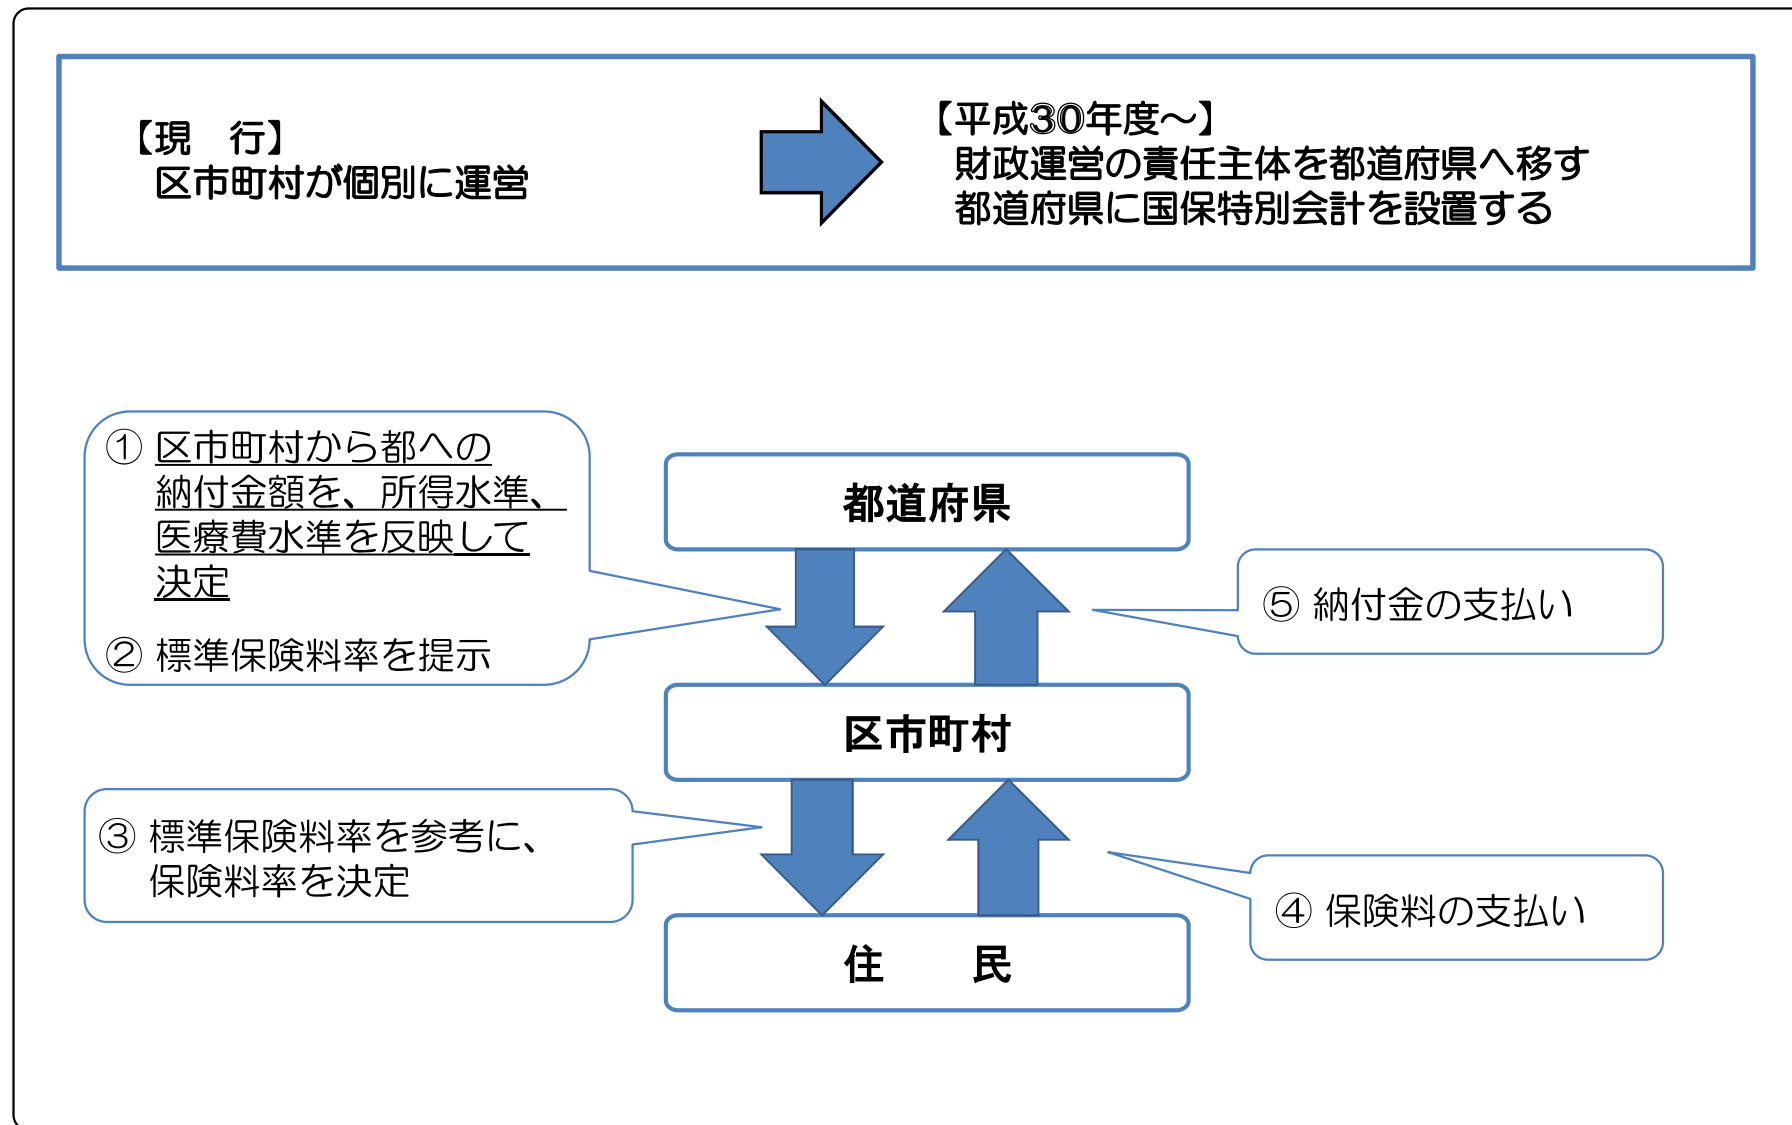 【現　行】
区市町村が個別に運営
【平成30年度～】
財政運営の責任主体を都道府県へ移す
都道府県に国保特別会計を設置する
① 区市町村から都への
納付金額を、所得水準、
医療費水準を反映して
決定
② 標準保険料率を提示
都道府県
⑤ 納付金の支払い
区市町村
③ 標準保険料率を参考に、
保険料率を決定
④ 保険料の支払い
住　　民